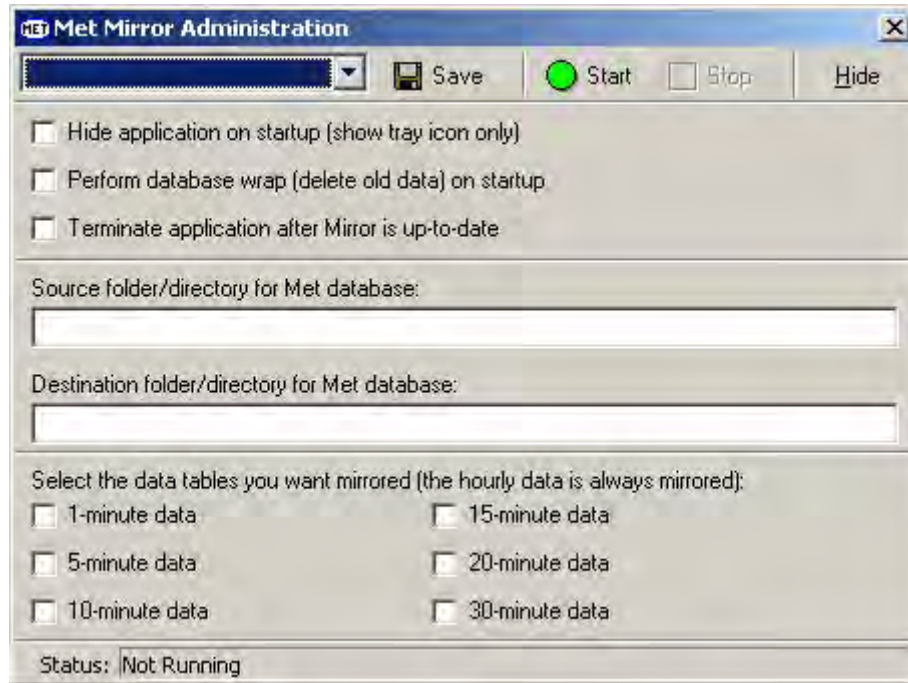 MET Met Mirror Administration
Save Start Stop Hide
Hide application on startup (show tray icon only)
Perform database wrap (delete old data) on startup
Terminate application after Mirror is up-to-date
Source folder/directory for Met database:
Destination folder/directory for Met database:
Select the data tables you want mirrored (the hourly data is always mirrored):
1-minute data 15-minute data
5-minute data 20-minute data
10-minute data 30-minute data
Status: Not Running